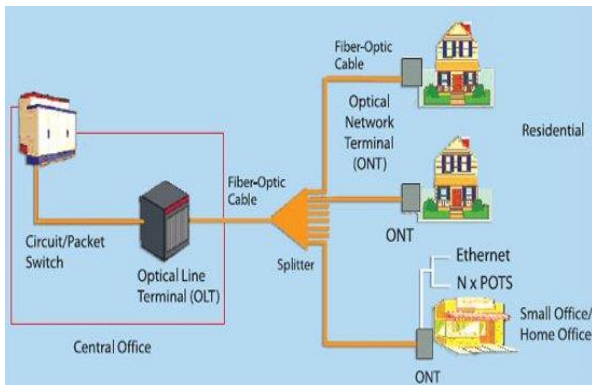 Fiber-Optic
Cable
Optical
Network
Terminal
(ONT)
Residential
Fiber-Optic
Cable
Circuit/Packet
Switch
Optical Line
Terminal (OLT)
Splitter
ONT
Ethernet
N x POTS
Small Office/
Home Office
Central Office
ONT